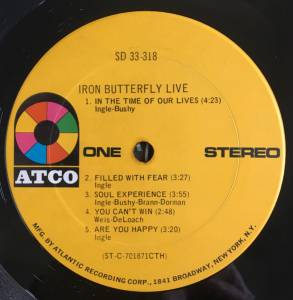 SD 33-318
IRON BUTTERFLY LIVE
1. IN THE TIME OF OUR LIVES (4:23)
Ingle-Bushy
ATCO
ONE
STEREO
2. FILLED WITH FEAR (3:27)
Ingle
3. SOUL EXPERIENCE (3:55)
Ingle-Bushy-Brann-Dorman
4. YOU CAN'T WIN (2:48)
Weis-DeLoach
5. ARE YOU HAPPY (3:20)
Ingle
(ST-C-701871CTH)
MFG. BY ATLANTIC RECORDING CORP., 1841 BROADWAY, NEW YORK, N.Y.